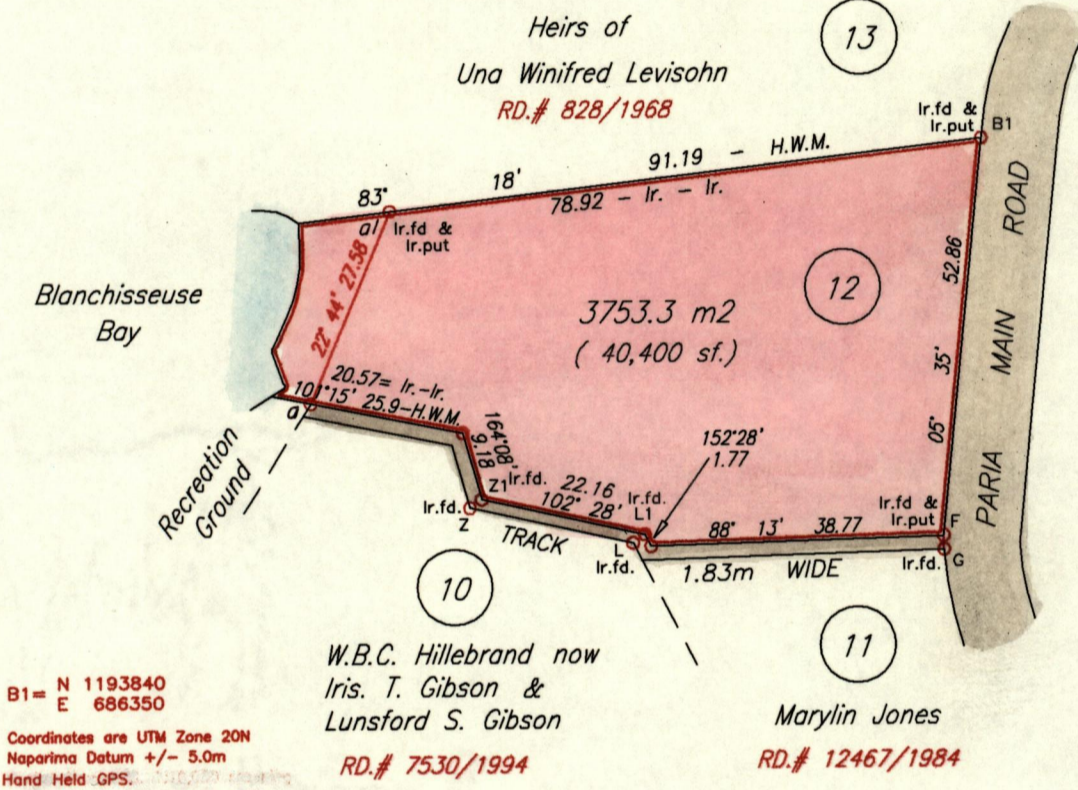 Heirs of
Una Winifred Levisohn
RD.# 828/1968
13
Ir.fd &
Ir.put
B1
91.19 - H.W.M.
83° 18'
78.92 - Ir. - Ir.
a1
Ir.fd &
Ir.put
22° 44' 27.58
Blanchisseuse
Bay
12
3753.3 m2
( 40,400 sf.)
52.86
35'
05°
PARIA MAIN ROAD
20.57= Ir.-Ir.
101°15' 25.9-H.W.M.
a
164°08'
9.18
Recreation
Ground
Z1
Ir.fd.
22.16
102° 28'
Ir.fd.
L1
152°28'
1.77
Ir.fd.
Z
TRACK
L
Ir.fd.
88° 13' 38.77
Ir.fd &
Ir.put
F
Ir.fd.
G
1.83m WIDE
10
W.B.C. Hillebrand now
Iris. T. Gibson &
Lunsford S. Gibson
RD.# 7530/1994
11
Marylin Jones
RD.# 12467/1984
B1= N 1193840
E 686350
Coordinates are UTM Zone 20N
Naparima Datum +/- 5.0m
Hand Held GPS.